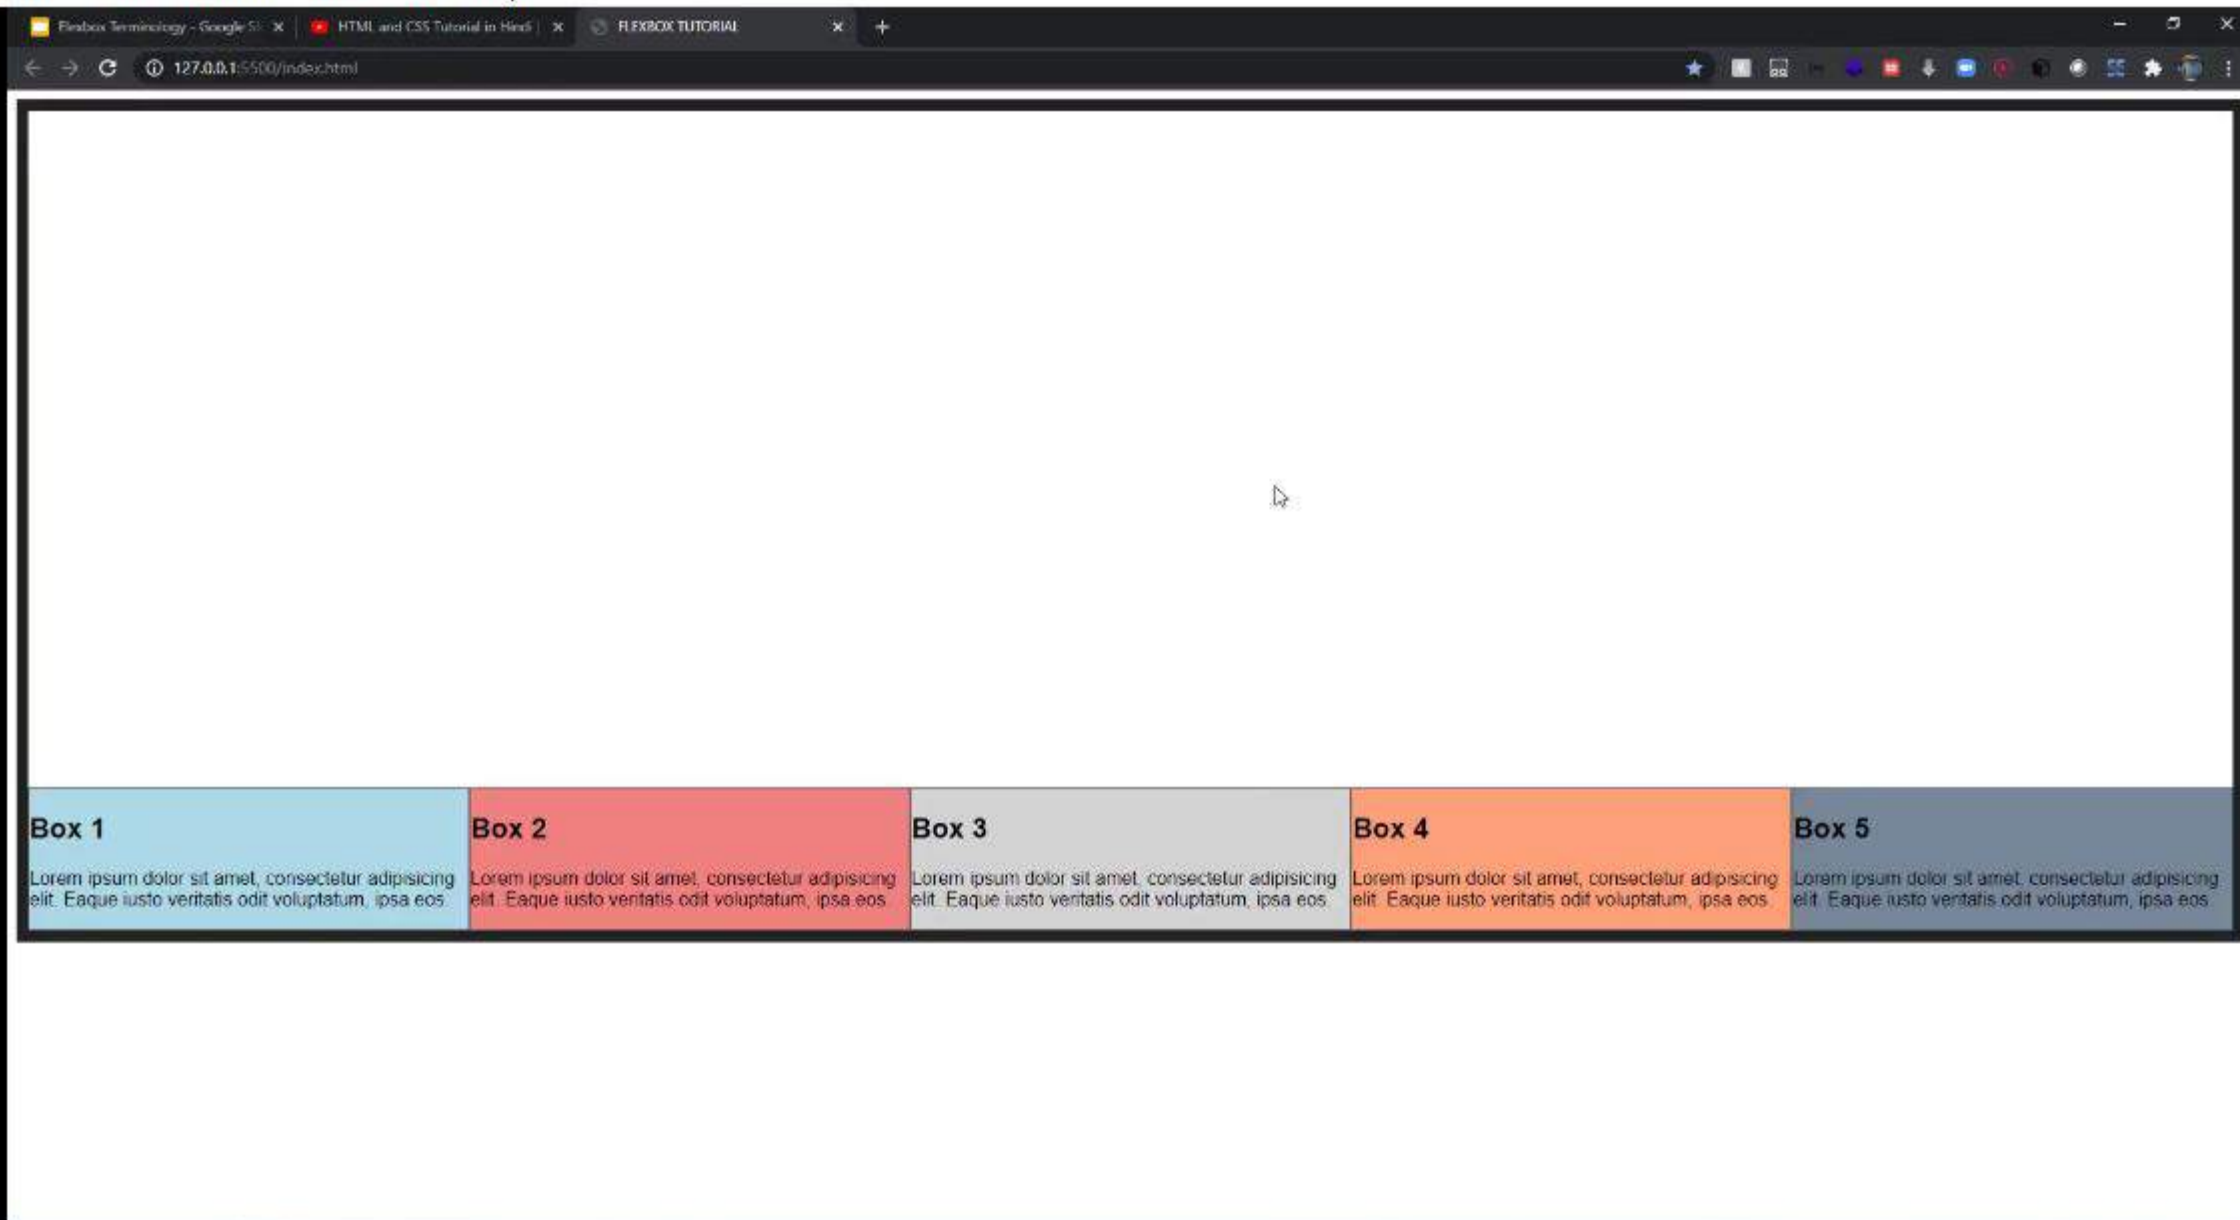 Flexbox Terminology - Google Sl
HTML and CSS Tutorial in Hindi |
FLEXBOX TUTORIAL
127.0.0.1:5500/index.html
Box 1
Lorem ipsum dolor sit amet, consectetur adipisicing
elit. Eaque iusto veritatis odit voluptatum, ipsa eos.
Box 2
Lorem ipsum dolor sit amet, consectetur adipisicing
elit. Eaque iusto veritatis odit voluptatum, ipsa eos.
Box 3
Lorem ipsum dolor sit amet, consectetur adipisicing
elit. Eaque iusto veritatis odit voluptatum, ipsa eos.
Box 4
Lorem ipsum dolor sit amet, consectetur adipisicing
elit. Eaque iusto veritatis odit voluptatum, ipsa eos.
Box 5
Lorem ipsum dolor sit amet, consectetur adipisicing
elit. Eaque iusto veritatis odit voluptatum, ipsa eos.